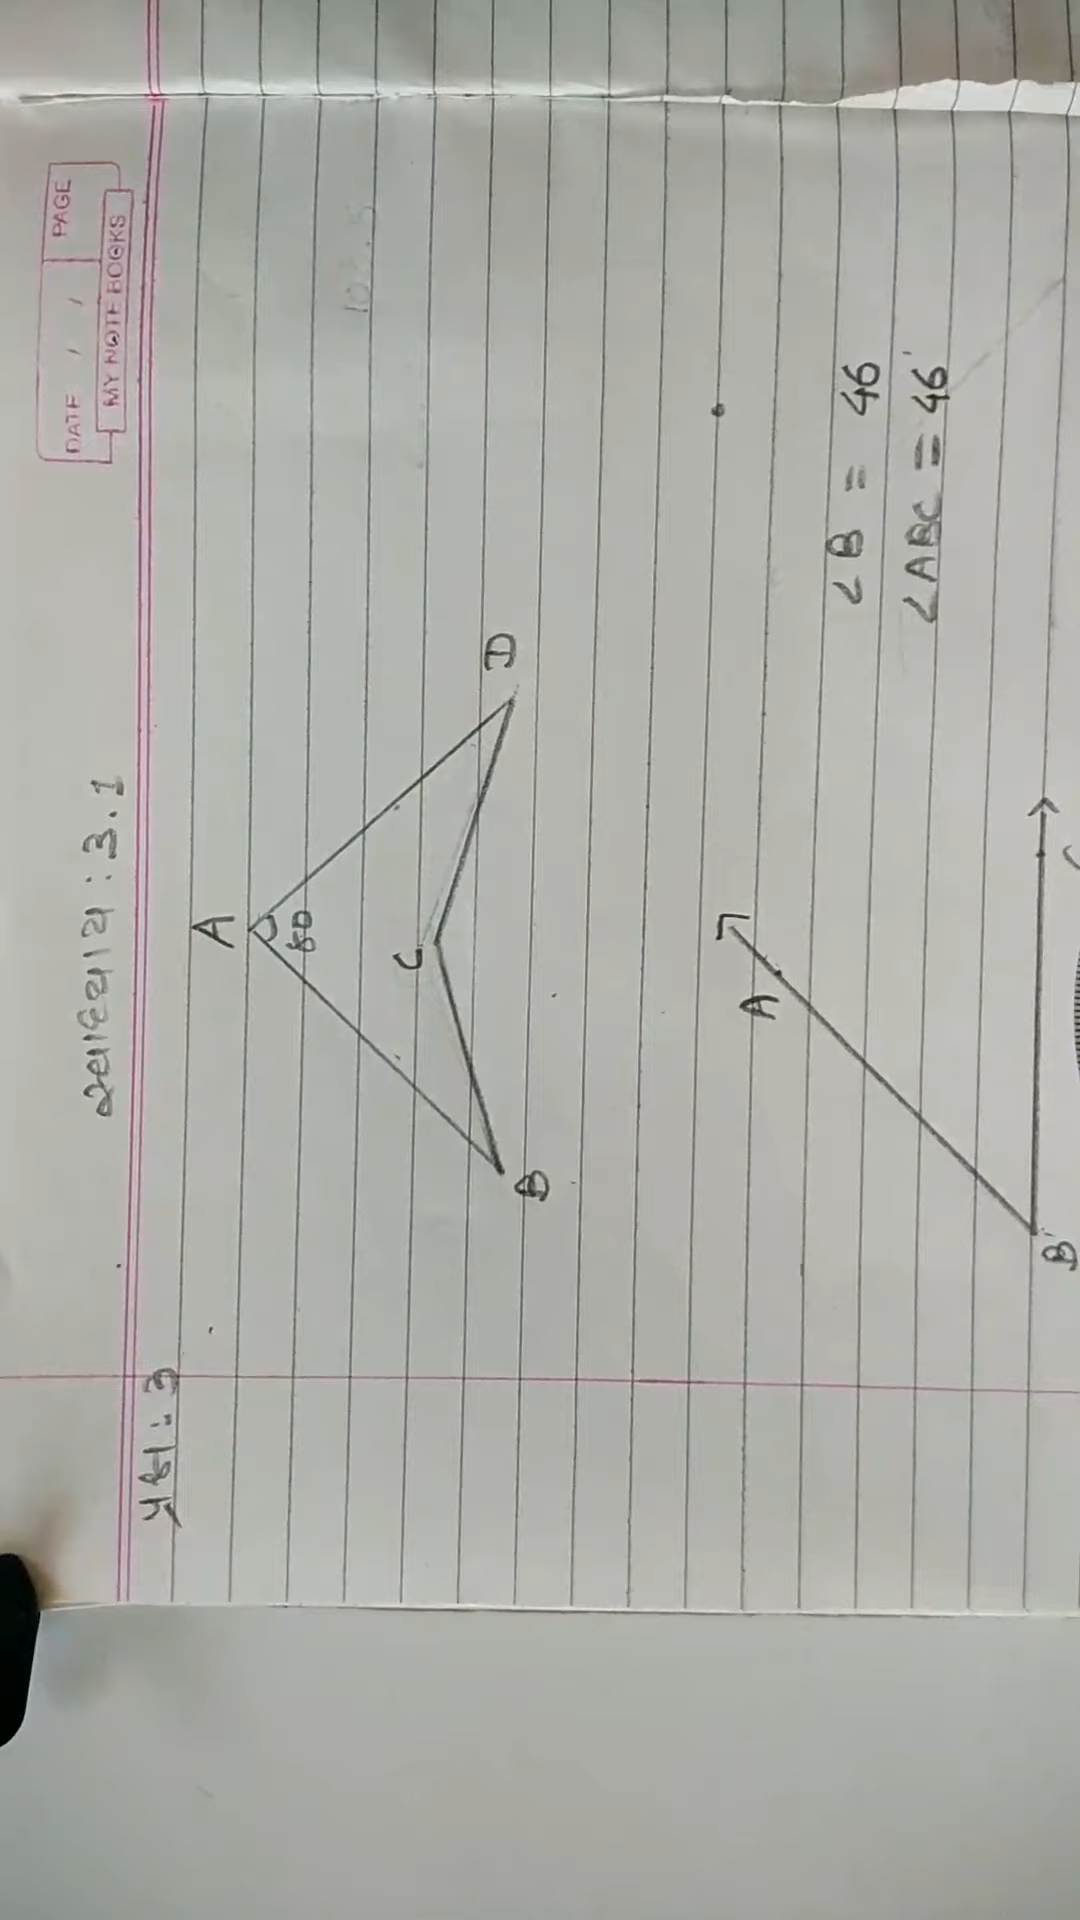 DATE / / PAGE
MY NOTE BOOKS
સ્વાધ્યાય : 3.1
પ્રશ્ન : 3
A
80
C
B
D
A
∠B = 46
∠ABC = 46
B